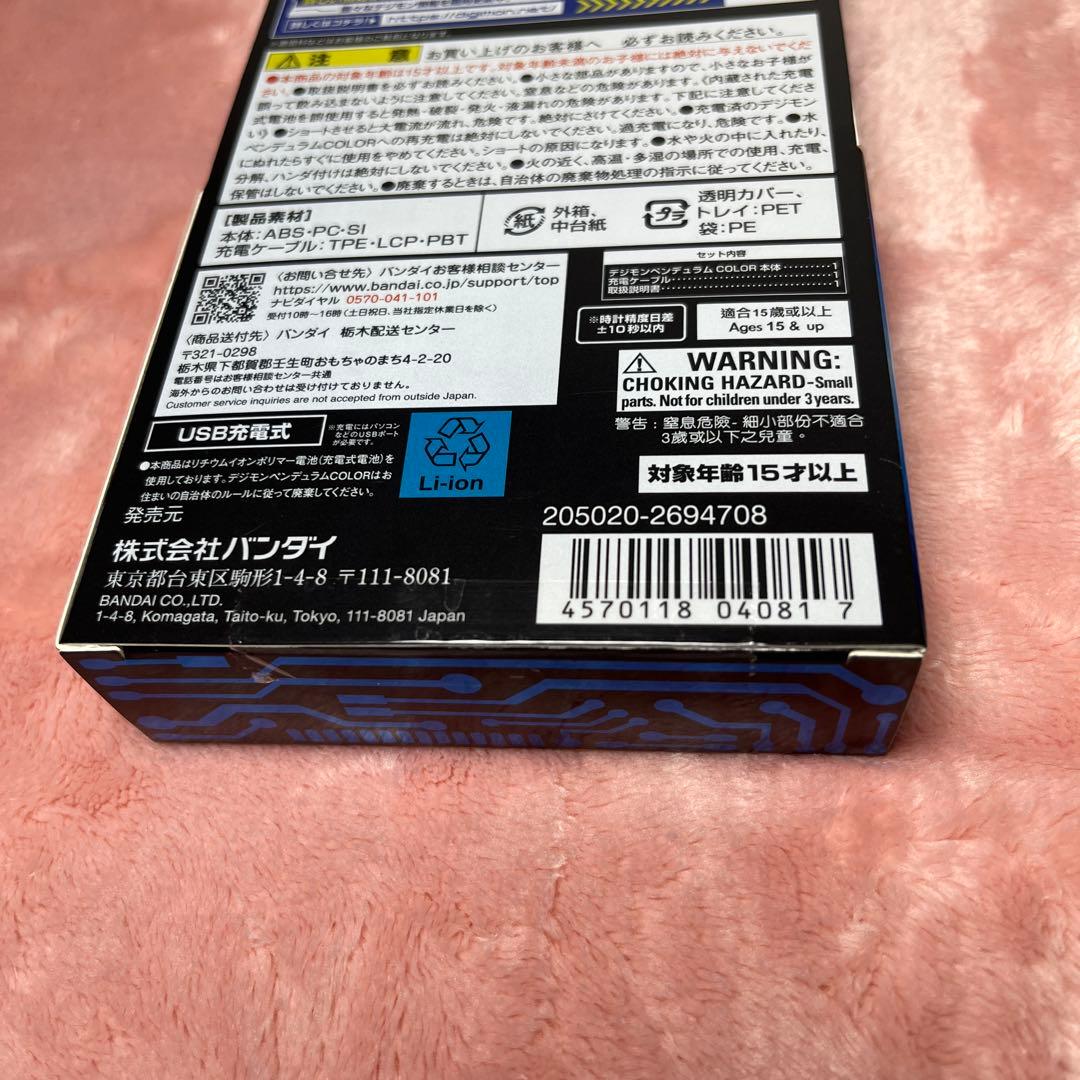 詳しくはコチラ! https://digimon.net/
⚠注 意
お買い上げのお客様へ 必ずお読みください。
●本商品の対象年齢は15才以上です。対象年齢未満のお子様には絶対に与えないでくだ
さい。●取扱説明書を必ずお読みください。●小さな部品がありますので、小さなお子様が
誤って飲み込まないように注意してください。窒息などの危険があります。《内蔵された充電
式電池を誤使用すると発熱・破裂・発火・液漏れの危険があります。下記に注意してくださ
い》●ショートさせると大電流が流れ、危険です。絶対にさけてください。●充電済のデジモン
ペンデュラムCOLORへの再充電は絶対にしないでください。過充電になり、危険です。●水
にぬれたらすぐに使用をやめてください。ショートの原因になります。●水や火の中に入れたり、
分解、ハンダ付けは絶対にしないでください。●火の近く、高温・多湿の場所での使用、充電、
保管はしないでください。●廃棄するときは、自治体の廃棄物処理の指示に従ってください。
[製品素材]
本体:ABS・PC・SI
充電ケーブル:TPE・LCP・PBT
紙
外箱、
中台紙
プラ
透明カバー、
トレイ:PET
袋:PE
〈お問い合せ先〉バンダイお客様相談センター
https://www.bandai.co.jp/support/top
ナビダイヤル 0570-041-101
受付10時〜16時(土日祝日、当社指定休業日を除く)
〈商品送付先〉バンダイ 栃木配送センター
〒321-0298
栃木県下都賀郡壬生町おもちゃのまち4-2-20
電話番号はお客様相談センター共通
海外からのお問い合わせは受け付けておりません。
Customer service inquiries are not accepted from outside Japan.
セット内容
デジモンペンデュラム COLOR 本体………1
充電ケーブル………1
取扱説明書………1
※時計精度日差
±10秒以内
適合15歲或以上
Ages 15 & up
WARNING:
CHOKING HAZARD-Small
parts. Not for children under 3 years.
警告:窒息危險-細小部份不適合
3歲或以下之兒童。
USB充電式
※充電にはパソコン
などのUSBポート
が必要です。
●本商品はリチウムイオンポリマー電池(充電式電池)を
使用しております。デジモンペンデュラムCOLORはお
住まいの自治体のルールに従って廃棄してください。
Li-ion
対象年齢15才以上
発売元
株式会社バンダイ
東京都台東区駒形1-4-8 〒111-8081
BANDAI CO.,LTD.
1-4-8, Komagata, Taito-ku, Tokyo, 111-8081 Japan
205020-2694708
4570118 040817